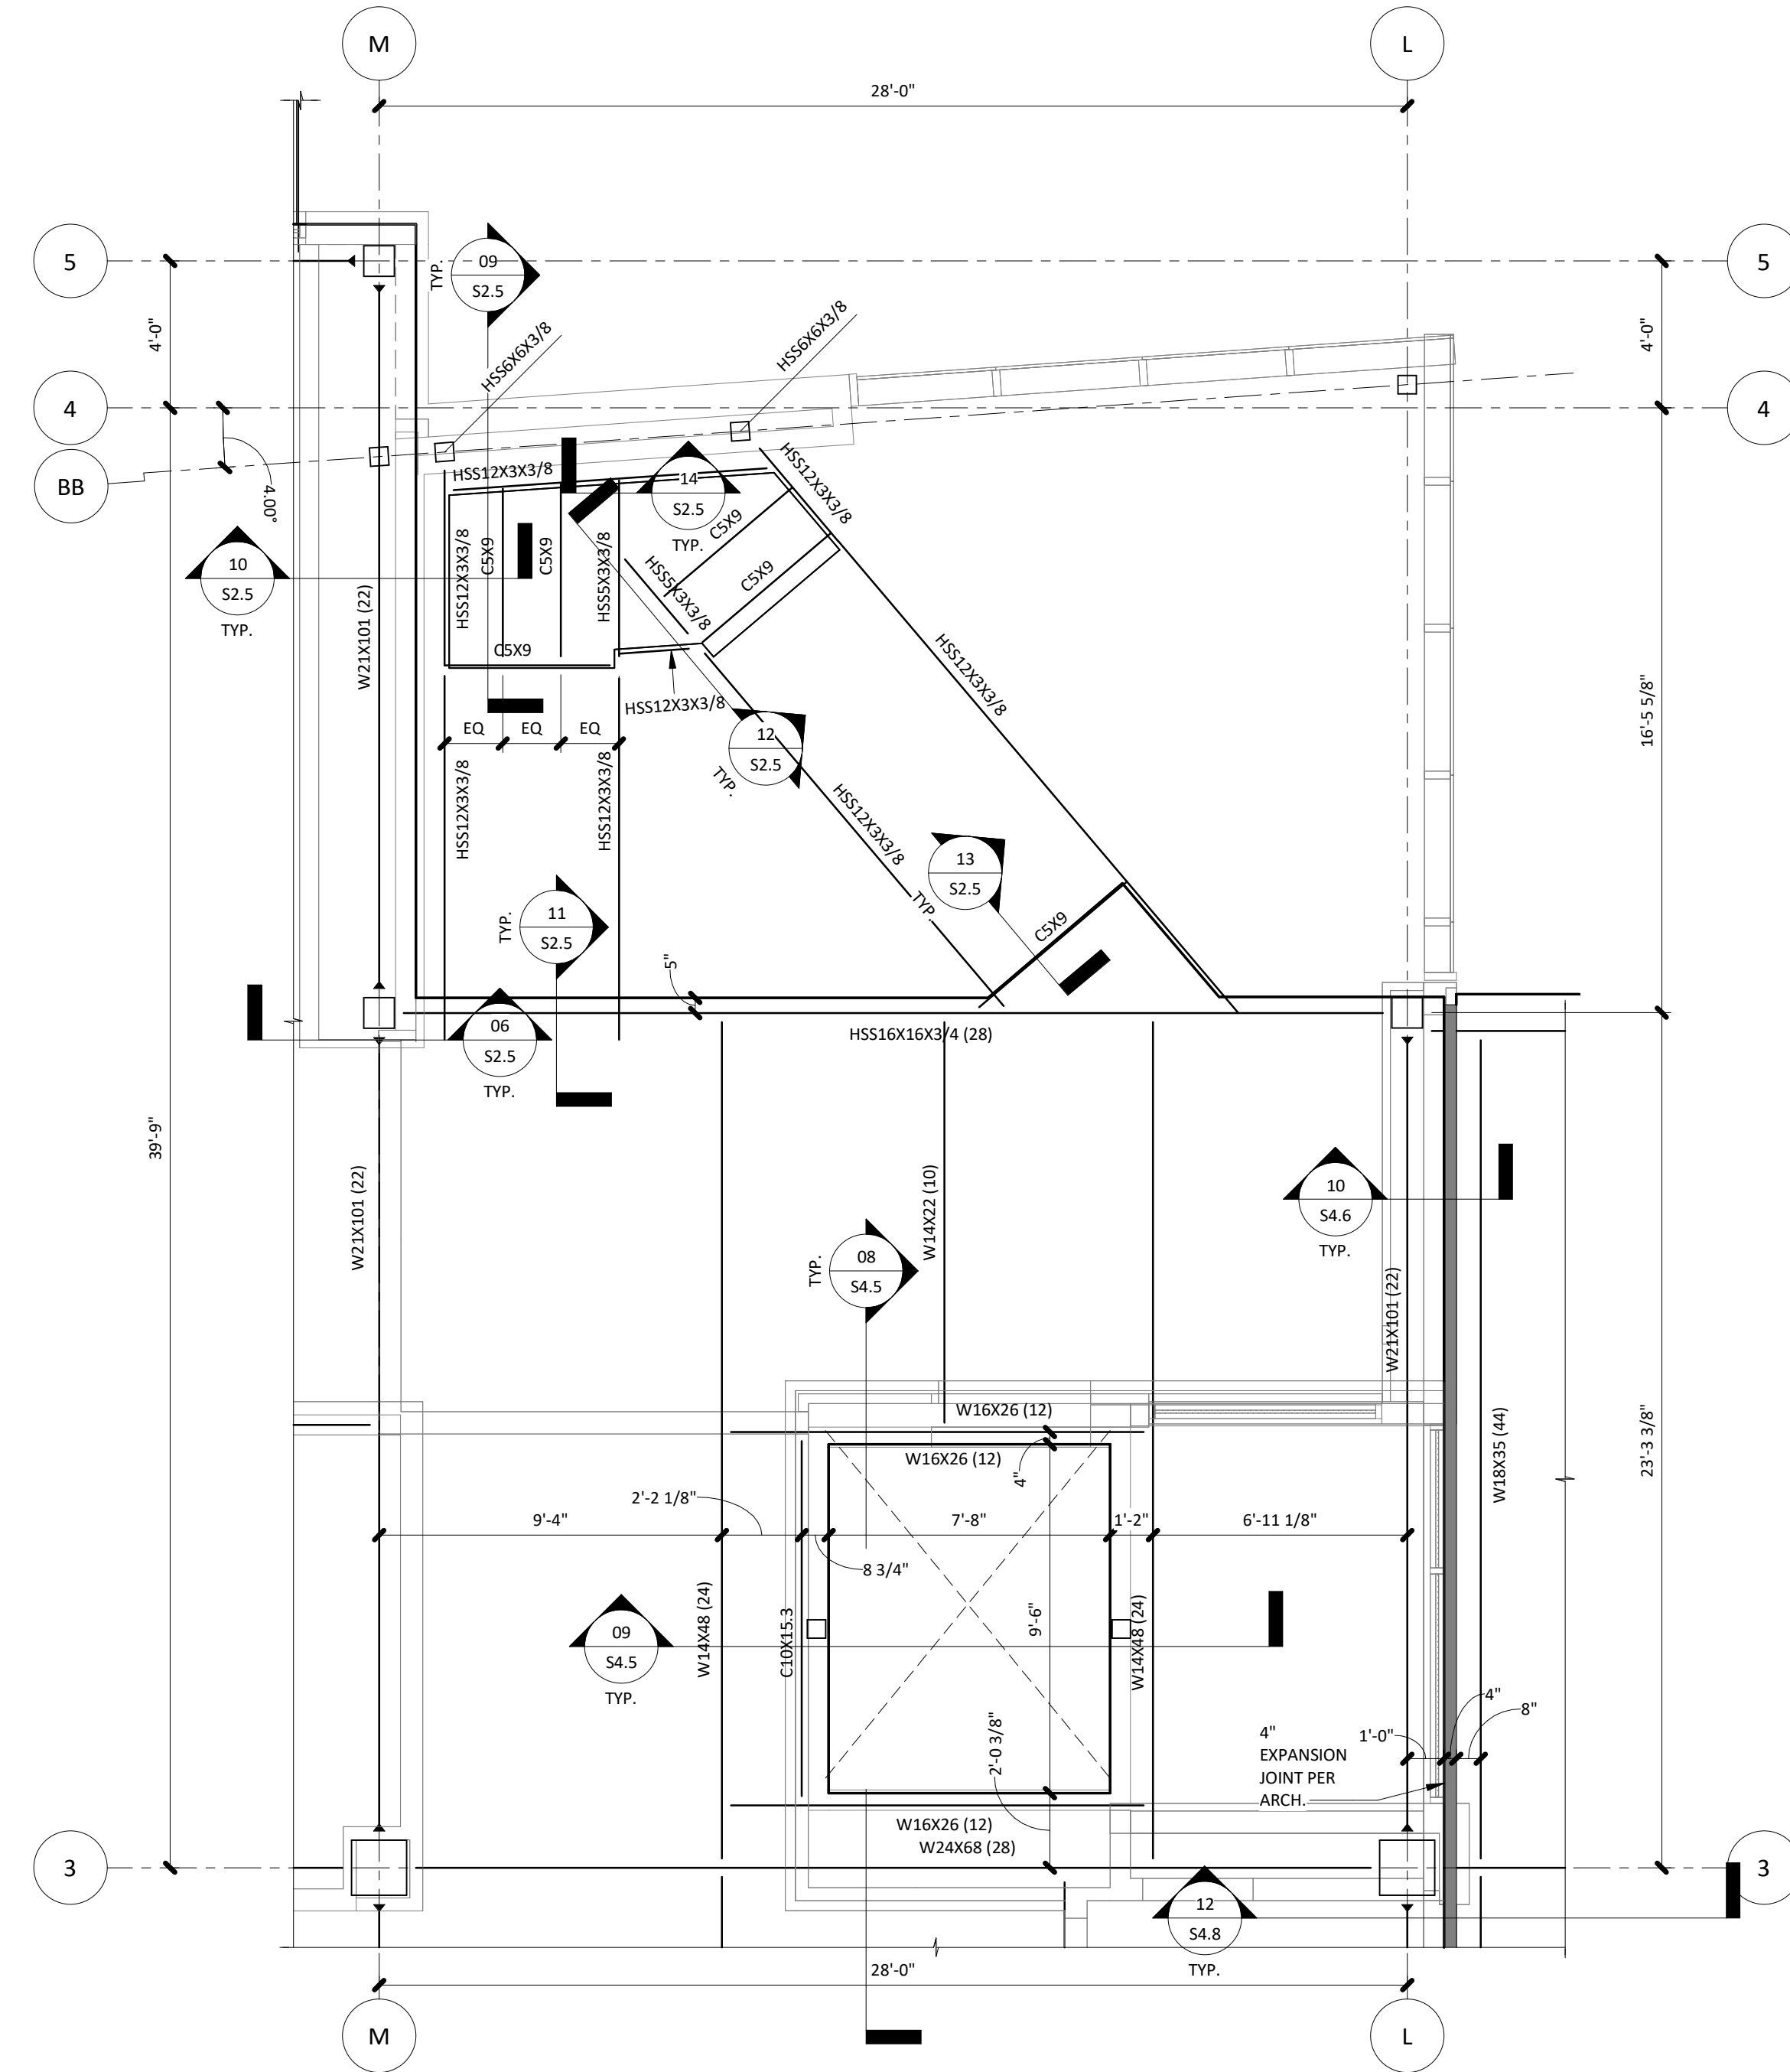 M
L
28'-0"
5
5
09
S2.5
TYP.
4'-0"
4'-0"
HSS6X6X3/8
HSS6X6X3/8
4
4
BB
4.00°
HSS12X3X3/8
14
S2.5
TYP.
HSS12X3X3/8
10
S2.5
TYP.
HSS12X3X3/8
C5X9
C5X9
HSS5X3X3/8
C5X9
C5X9
HSS5X3X3/8
W21X101 (22)
C5X9
HSS12X3X3/8
HSS12X3X3/8
EQ
EQ
EQ
12
S2.5
TYP.
16'-5 5/8"
HSS12X3X3/8
HSS12X3X3/8
HSS12X3X3/8
13
S2.5
TYP.
11
S2.5
TYP.
C5X9
5"
06
S2.5
TYP.
HSS16X16X3/4 (28)
39'-9"
W21X101 (22)
W14X22 (10)
10
S4.6
TYP.
08
S4.5
TYP.
W21X101 (22)
W16X26 (12)
W16X26 (12)
4"
W18X35 (44)
23'-3 3/8"
2'-2 1/8"
9'-4"
7'-8"
1'-2"
6'-11 1/8"
8 3/4"
W14X48 (24)
C10X15.3
9'-6"
W14X48 (24)
09
S4.5
TYP.
2'-0 3/8"
4"
EXPANSION
JOINT PER
ARCH.
1'-0"
4"
8"
W16X26 (12)
W24X68 (28)
3
3
12
S4.8
TYP.
28'-0"
M
L